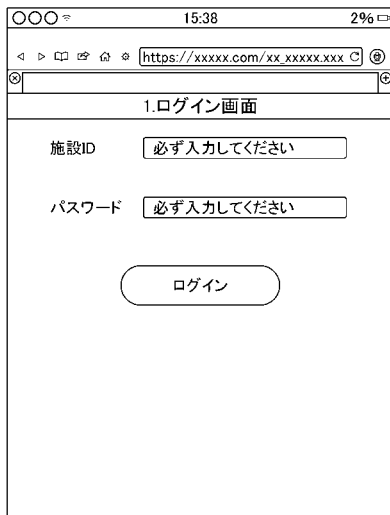 15:38 2%
https://xxxxx.com/xx_xxxxx.xxx
1.ログイン画面
施設ID 必ず入力してください
パスワード 必ず入力してください
ログイン